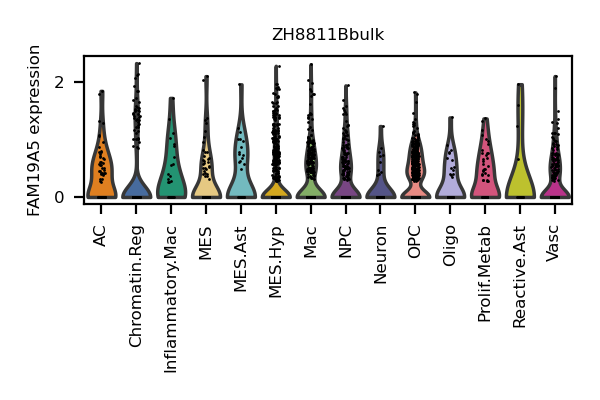 ZH8811Bbulk
FAM19A5 expression
2
0
AC
Chromatin.Reg
Inflammatory.Mac
MES
MES.Ast
MES.Hyp
Mac
NPC
Neuron
OPC
Oligo
Prolif.Metab
Reactive.Ast
Vasc